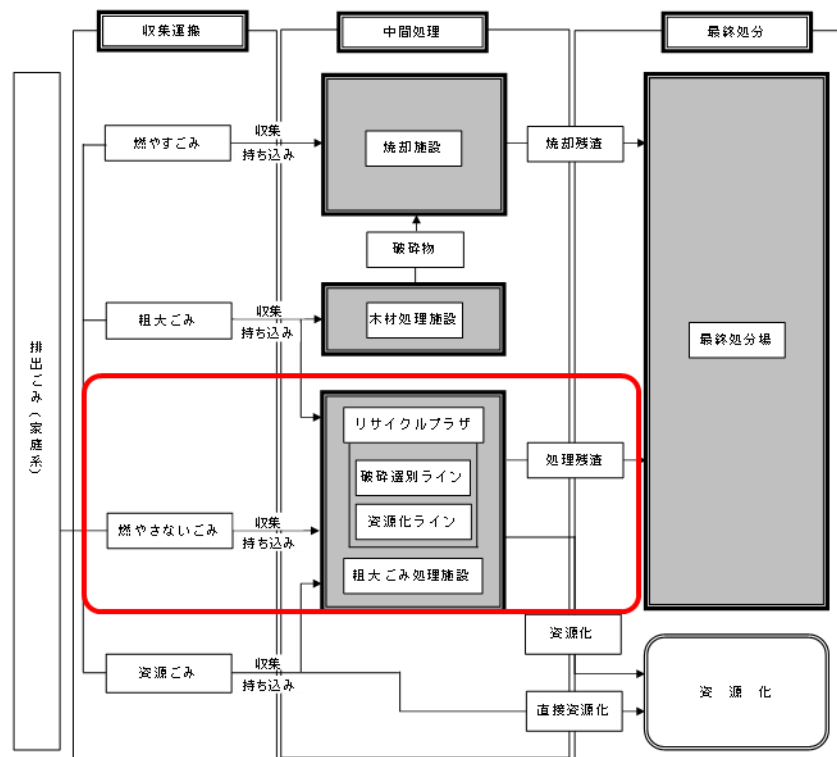 収集運搬
中間処理
最終処分
排出ごみ（家庭系）
燃やすごみ
収集
持ち込み
焼却施設
焼却残渣
破砕物
粗大ごみ
収集
持ち込み
木材処理施設
最終処分場
リサイクルプラザ
破砕選別ライン
資源化ライン
粗大ごみ処理施設
処理残渣
燃やさないごみ
収集
持ち込み
資源化
資源ごみ
収集
持ち込み
直接資源化
資　源　化